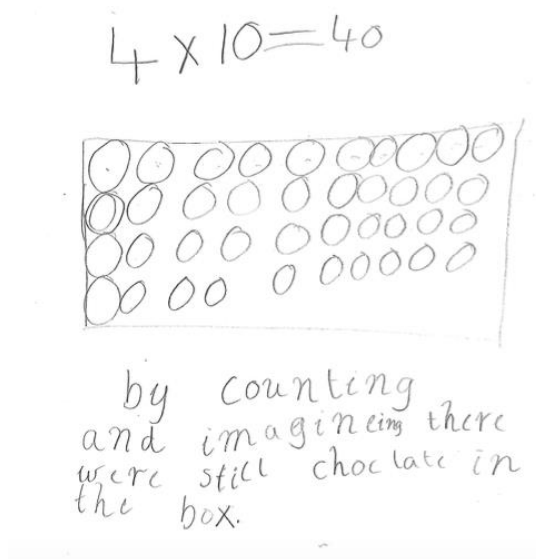 4 x 10 = 40
by counting
and imagineing there
were still choclate in
the box.